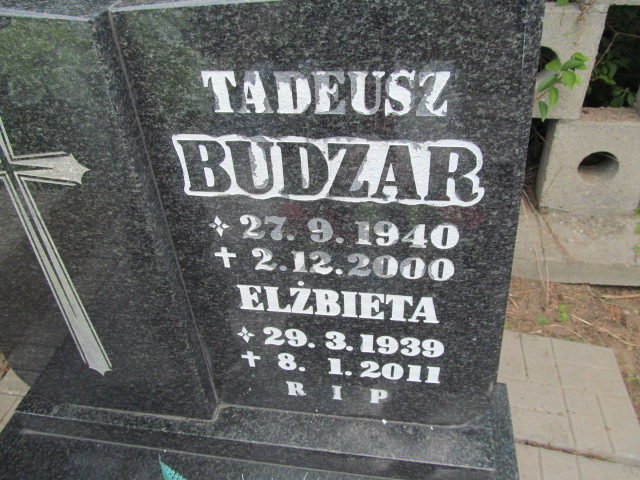 TADEUSZ
BUDZAR
27. 9. 1940
2.12.2000
ELŻBIETA
29. 3. 1939
8. 1. 2011
R I P